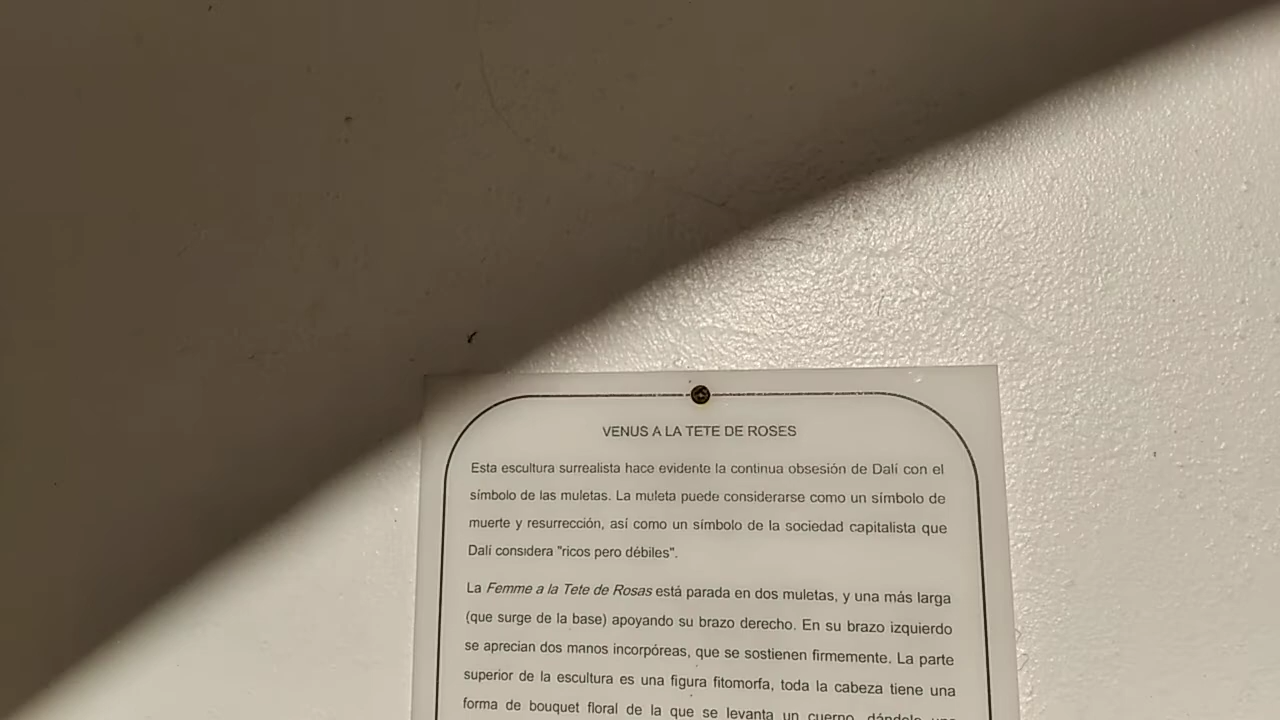 VENUS A LA TETE DE ROSES
Esta escultura surrealista hace evidente la continua obsesión de Dalí con el
símbolo de las muletas. La muleta puede considerarse como un símbolo de
muerte y resurrección, así como un símbolo de la sociedad capitalista que
Dalí considera "ricos pero débiles".
La Femme a la Tete de Rosas está parada en dos muletas, y una más larga
(que surge de la base) apoyando su brazo derecho. En su brazo izquierdo
se aprecian dos manos incorpóreas, que se sostienen firmemente. La parte
superior de la escultura es una figura fitomorfa, toda la cabeza tiene una
forma de bouquet floral de la que se levanta un cuerno, dándole